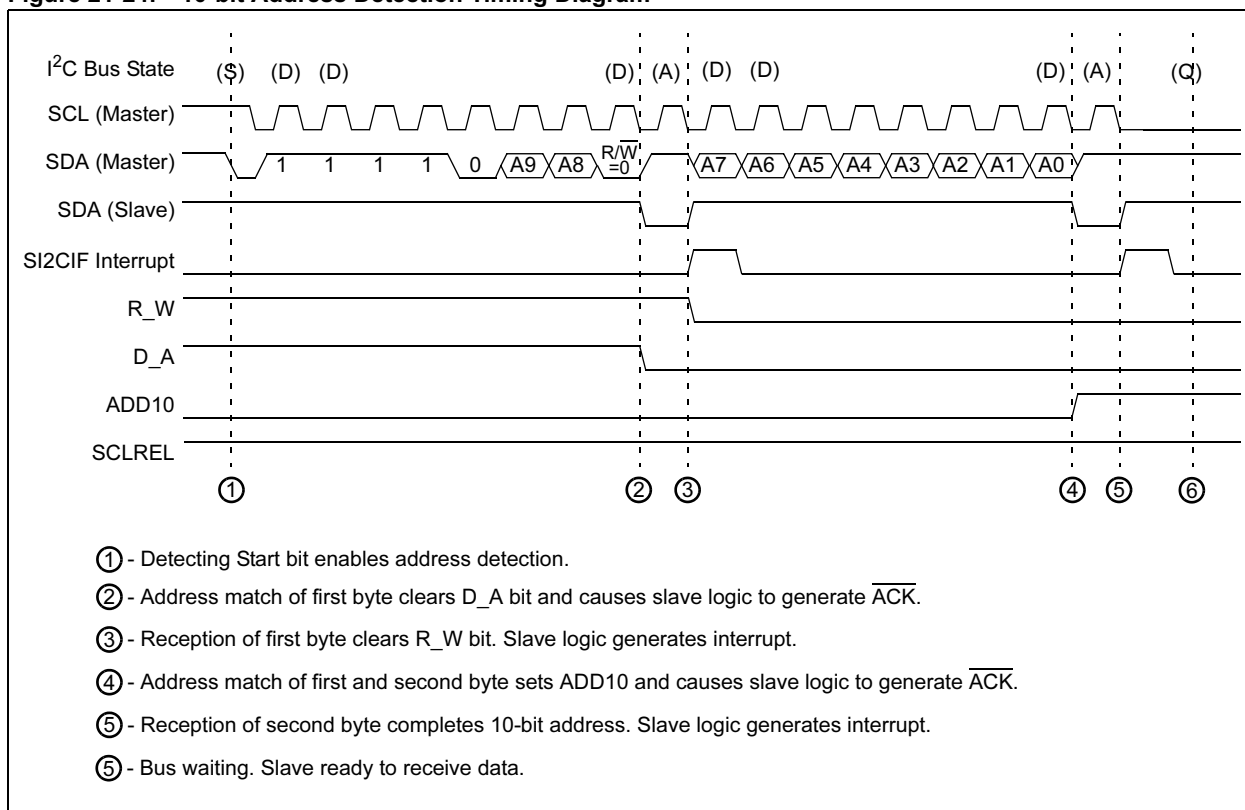 Figure 21-24: 10-bit Address Detection Timing Diagram
I2C Bus State (S) (D) (D) (D) (A) (D) (D) (D) (A) (Q)
SCL (Master)
SDA (Master) 1 1 1 1 0 A9 A8 R/W =0 A7 A6 A5 A4 A3 A2 A1 A0
SDA (Slave)
SI2CIF Interrupt
R_W
D_A
ADD10
SCLREL
1 2 3 4 5 6
1 - Detecting Start bit enables address detection.
2 - Address match of first byte clears D_A bit and causes slave logic to generate ACK.
3 - Reception of first byte clears R_W bit. Slave logic generates interrupt.
4 - Address match of first and second byte sets ADD10 and causes slave logic to generate ACK.
5 - Reception of second byte completes 10-bit address. Slave logic generates interrupt.
5 - Bus waiting. Slave ready to receive data.